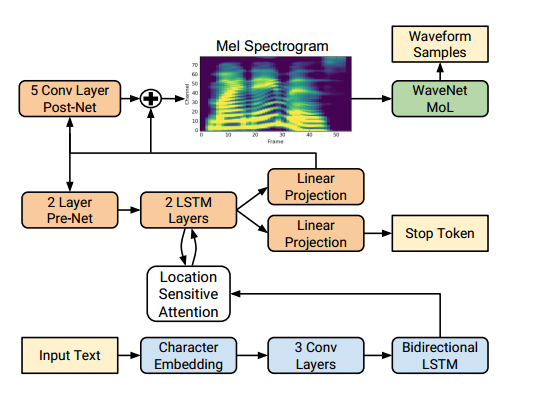 Waveform
Samples
Mel Spectrogram
5 Conv Layer
Post-Net
WaveNet
MoL
Channel
70
60
50
40
30
20
10
0
0
10
20
30
40
50
Frame
2 Layer
Pre-Net
2 LSTM
Layers
Linear
Projection
Linear
Projection
Stop Token
Location
Sensitive
Attention
Input Text
Character
Embedding
3 Conv
Layers
Bidirectional
LSTM